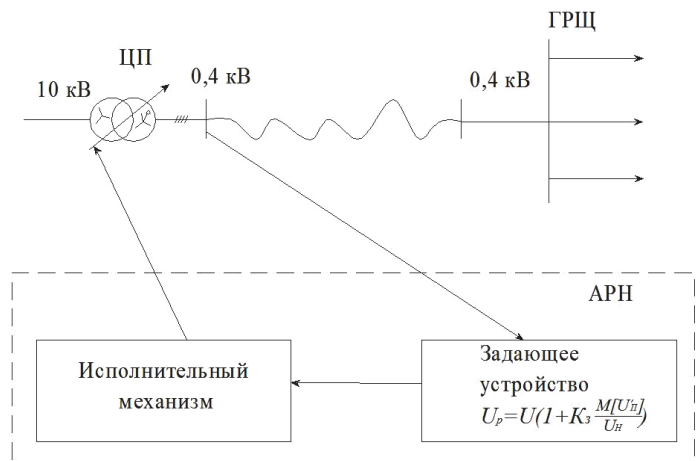 ГРЩ
ЦП
10 кВ
0,4 кВ
0,4 кВ
АРН
Исполнительный
механизм
Задающее
устройство
Uр=U(1+Kз M[Uп]/Uн)